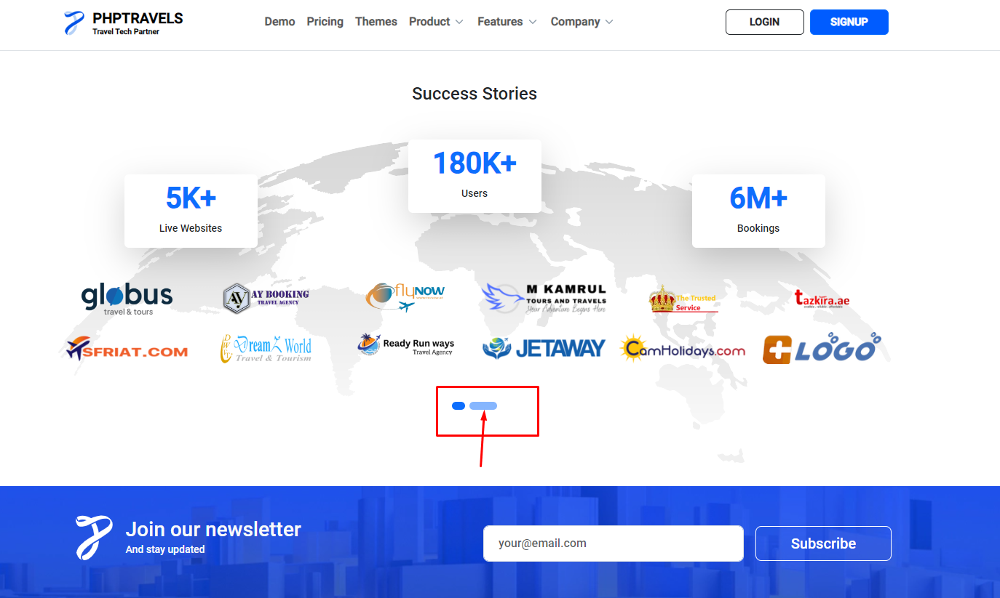 PHPTRAVELS
Travel Tech Partner
Demo Pricing Themes Product Features Company
LOGIN
SIGNUP
Success Stories
180K+
Users
5K+
Live Websites
6M+
Bookings
globus
travel & tours
AY BOOKING
TRAVEL AGENCY
flyNOW
M KAMRUL
TOURS AND TRAVELS
Your Adventure Begins Here
The Trusted
Service
tazkira.ae
SFRIAT.COM
DreamZ World
Travel & Tourism
Ready Run ways
Travel Agency
JETAWAY
CamHolidays.com
LOGO
Join our newsletter
And stay updated
your@email.com
Subscribe